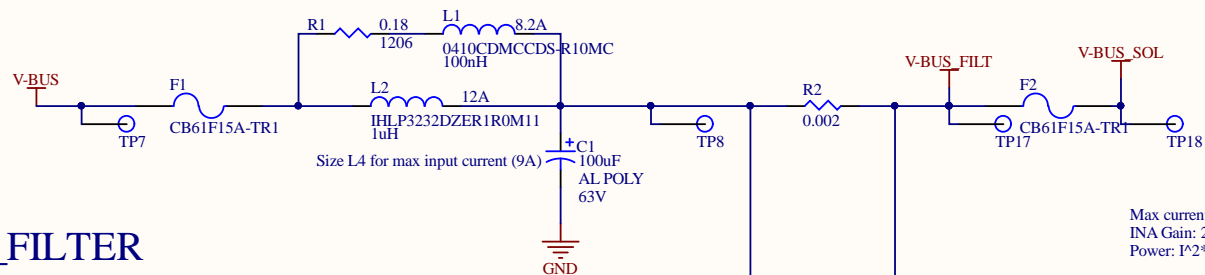 L1
R1
0.18
8.2A
1206
0410CDMCCDS-R10MC
100nH
V-BUS
F1
L2
12A
CB61F15A-TR1
IHLP3232DZER1R0M11
1uH
TP7
Size L4 for max input current (9A)
C1
+
100uF
AL POLY
63V
GND
TP8
R2
0.002
V-BUS_FILT
V-BUS_SOL
F2
CB61F15A-TR1
TP17
TP18
_FILTER
Max current
INA Gain: 2
Power: I^2*